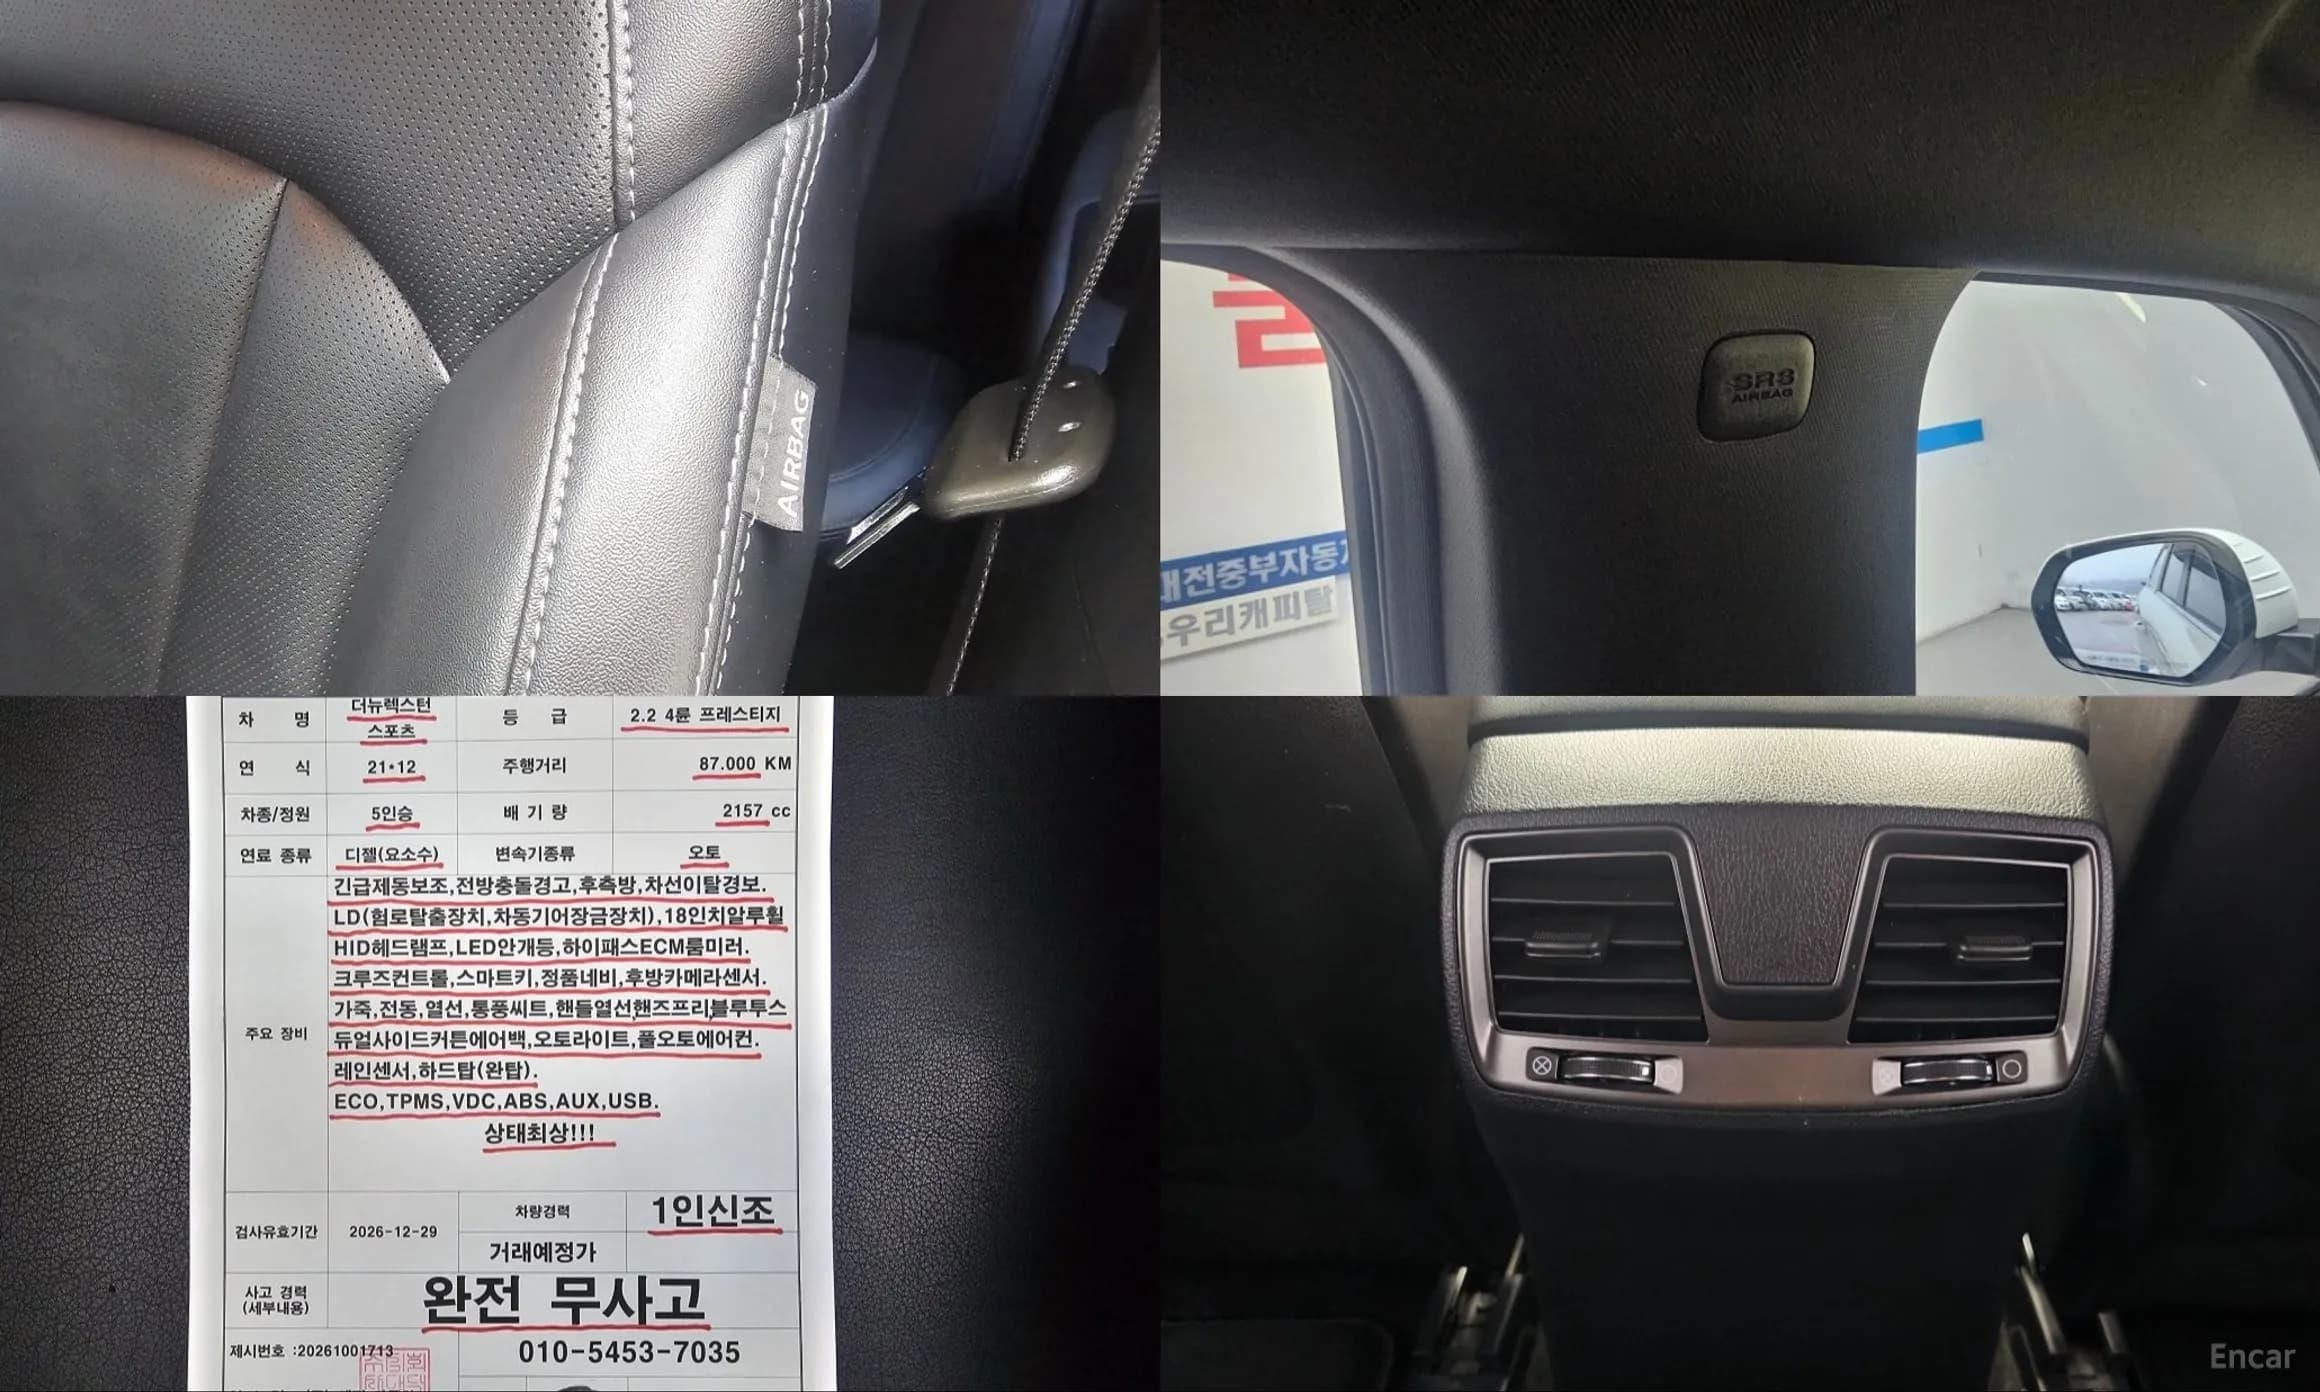 AIRBAG
SRS
AIRBAG
대전중부자동차
우리캐피탈
차 명
더뉴렉스턴
스포츠
등 급
2.2 4륜 프레스티지
연 식
21*12
주행거리
87.000 KM
차종/정원
5인승
배 기 량
2157 cc
연료 종류
디젤(요소수)
변속기종류
오토
주요 장비
긴급제동보조,전방충돌경고,후측방,차선이탈경보.
LD(험로탈출장치,차동기어장금장치),18인치알루휠
HID헤드램프,LED안개등,하이패스ECM룸미러.
크루즈컨트롤,스마트키,정품네비,후방카메라센서.
가죽,전동,열선,통풍씨트,핸들열선,핸즈프리,블루투스
듀얼사이드커튼에어백,오토라이트,풀오토에어컨.
레인센서,하드탑(완탑).
ECO,TPMS,VDC,ABS,AUX,USB.
상태최상!!!
검사유효기간
2026-12-29
차량경력
1인신조
거래예정가
사고 경력
(세부내용)
완전 무사고
제시번호 :20261001713
010-5453-7035
Encar